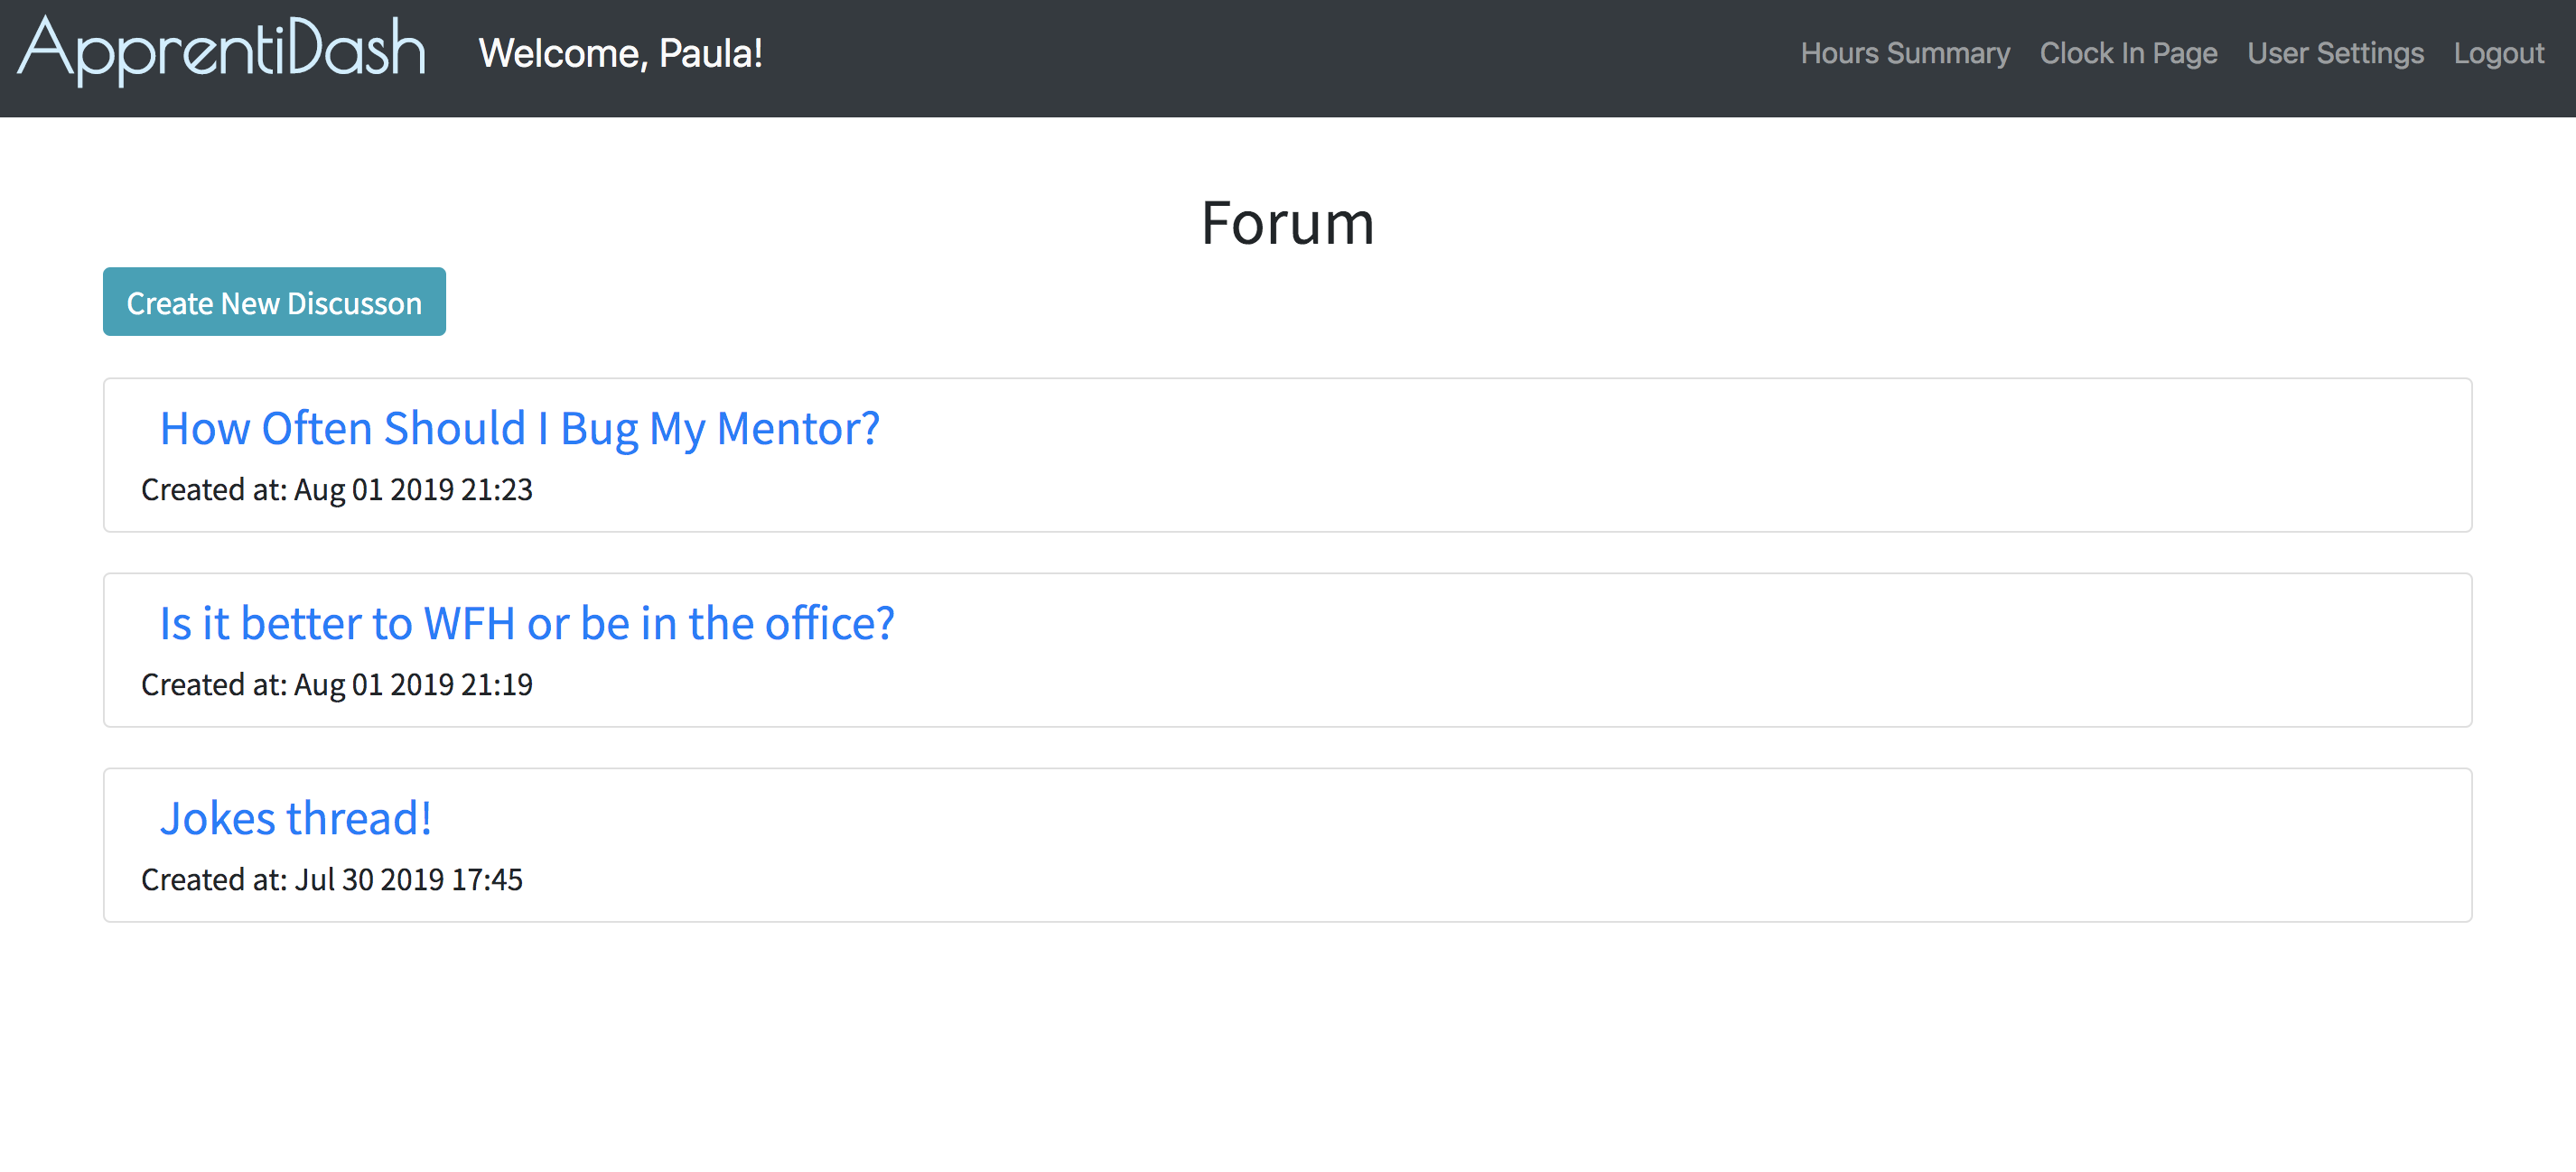 ApprentiDash Welcome, Paula! Hours Summary Clock In Page User Settings Logout
Forum
Create New Discusson
How Often Should I Bug My Mentor?
Created at: Aug 01 2019 21:23
Is it better to WFH or be in the office?
Created at: Aug 01 2019 21:19
Jokes thread!
Created at: Jul 30 2019 17:45